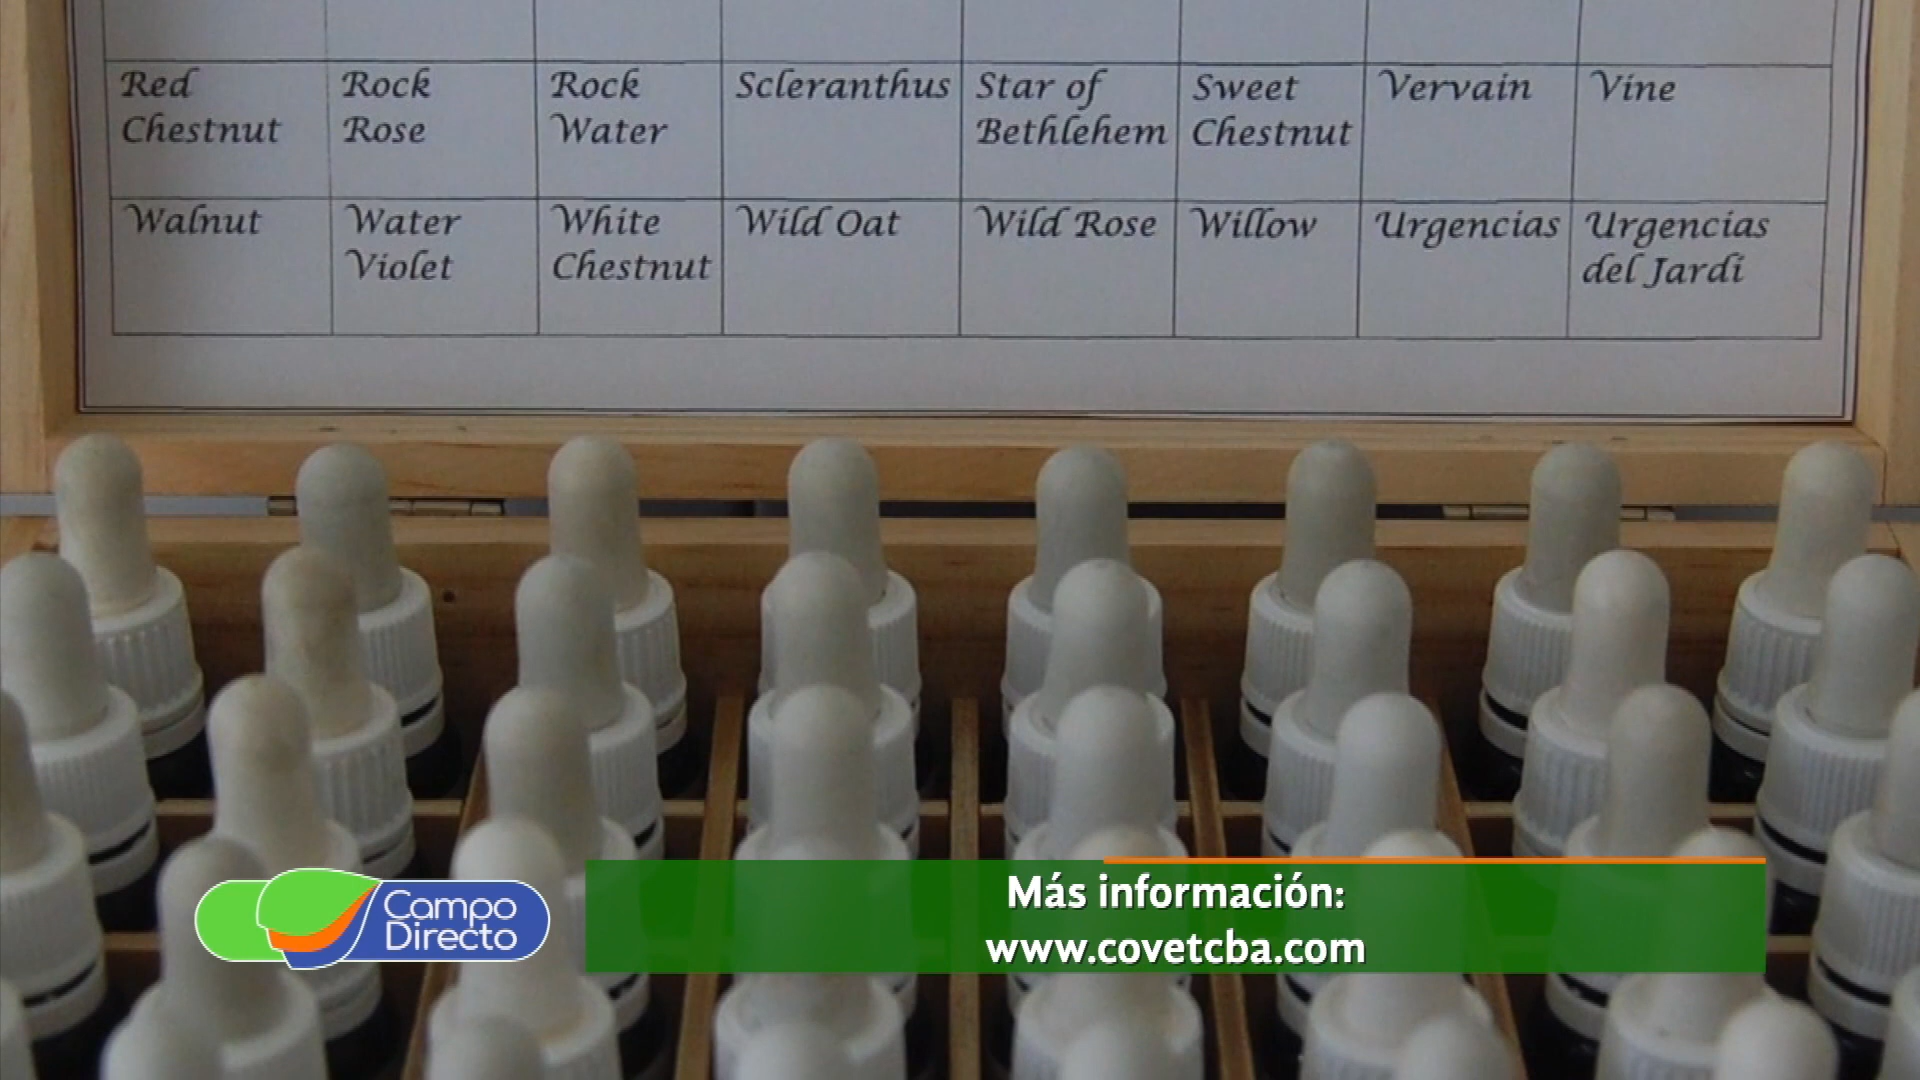 Red Chestnut
Rock Rose
Rock Water
Scleranthus
Star of Bethlehem
Sweet Chestnut
Vervain
Vine
Walnut
Water Violet
White Chestnut
Wild Oat
Wild Rose
Willow
Urgencias
Urgencias del Jardí
Campo
Directo
Más información:
www.covetcba.com